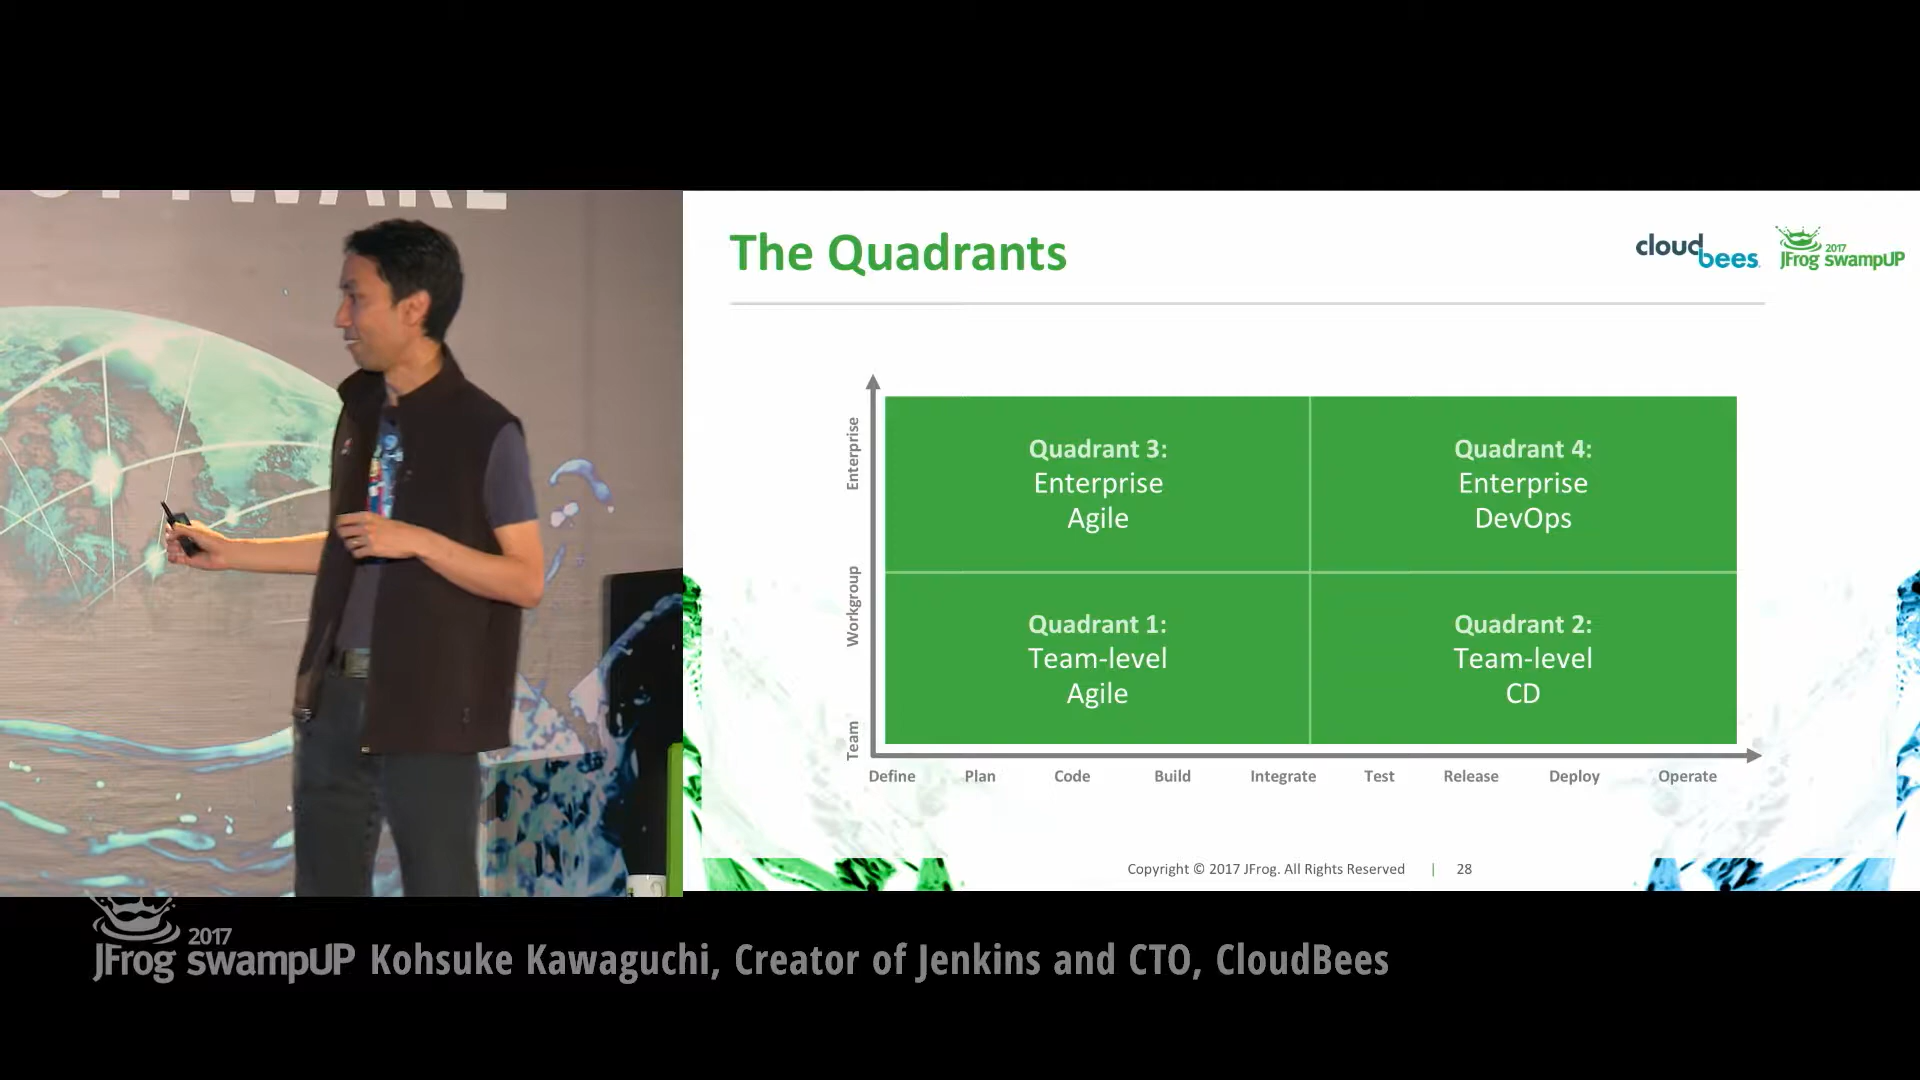 The Quadrants
cloudbees
2017
JFrog swampUP
Enterprise
Workgroup
Team
Quadrant 3:
Enterprise
Agile
Quadrant 4:
Enterprise
DevOps
Quadrant 1:
Team-level
Agile
Quadrant 2:
Team-level
CD
Define Plan Code Build Integrate Test Release Deploy Operate
Copyright © 2017 JFrog. All Rights Reserved | 28
2017
JFrog swampUP Kohsuke Kawaguchi, Creator of Jenkins and CTO, CloudBees